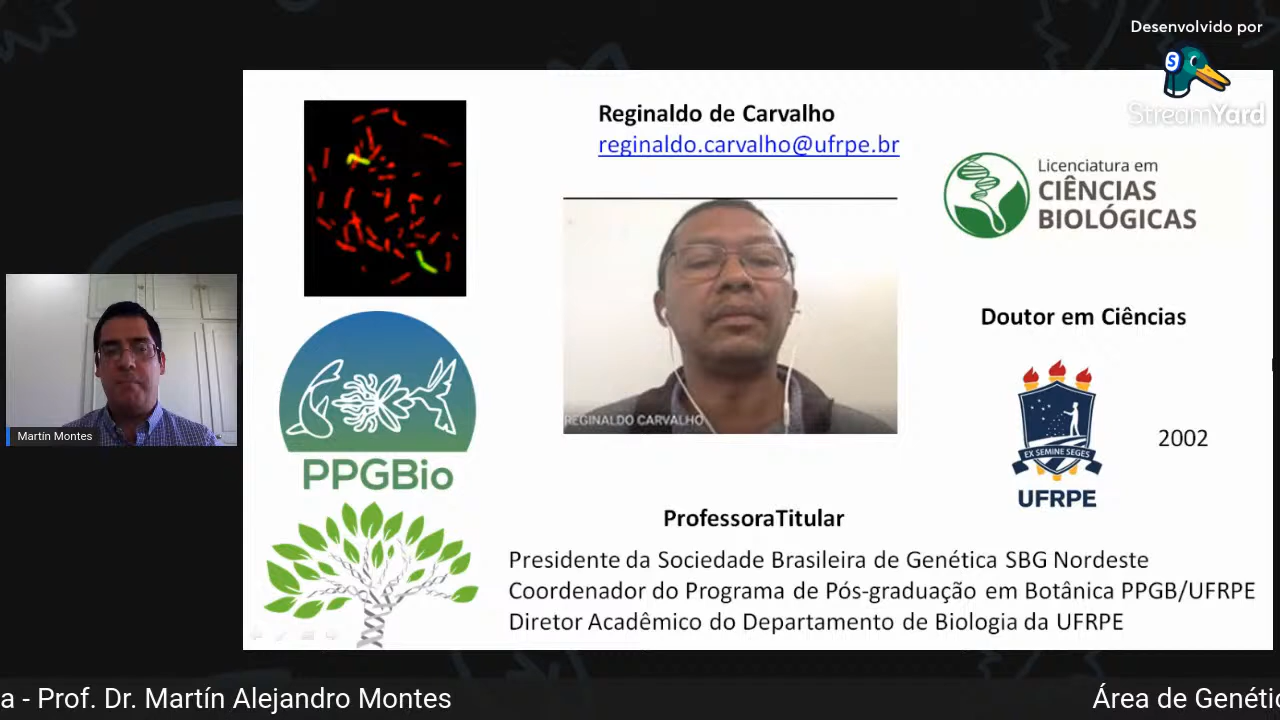 Desenvolvido por
S
StreamYard
Reginaldo de Carvalho
reginaldo.carvalho@ufrpe.br
Licenciatura em
CIÊNCIAS
BIOLÓGICAS
REGINALDO CARVALHO
Martín Montes
PPGBio
Doutor em Ciências
EX SEMINE SEGES
UFRPE
2002
ProfessoraTitular
Presidente da Sociedade Brasileira de Genética SBG Nordeste
Coordenador do Programa de Pós-graduação em Botânica PPGB/UFRPE
Diretor Acadêmico do Departamento de Biologia da UFRPE
a - Prof. Dr. Martín Alejandro Montes
Área de Genétic